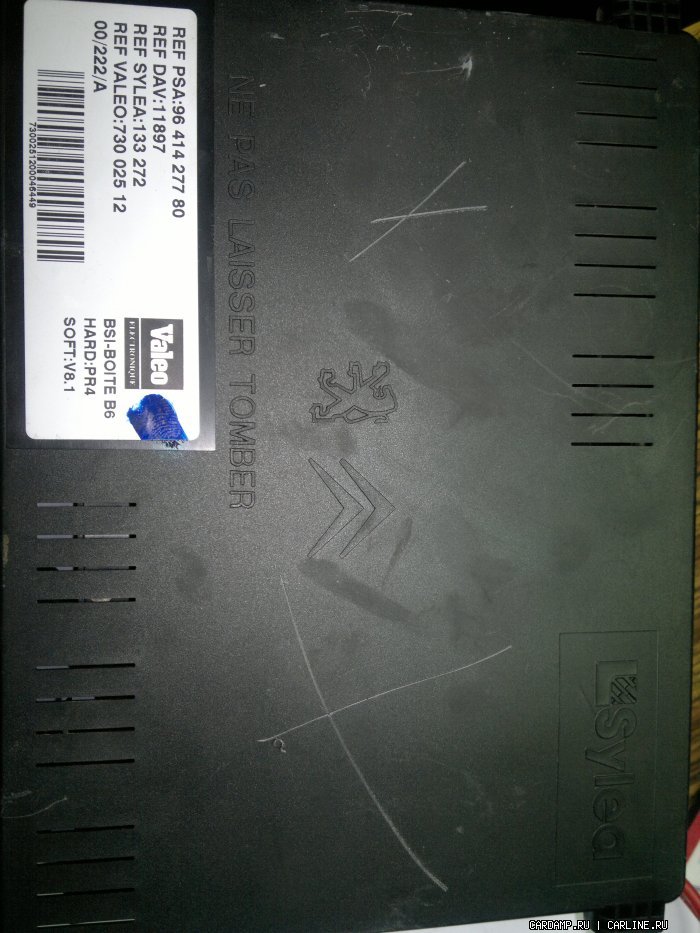 REF PSA:96 414 277 80
REF DAV:11897
REF SYLEA:133 272
REF VALEO:730 025 12
00/222/A
7300251200045449
Valeo
ELECTRONIQUE
BSI-BOITE B6
HARD:PR4
SOFT:V8.1
NE PAS LAISSER TOMBER
Sylea
CARDAMP.RU | CARLINE.RU